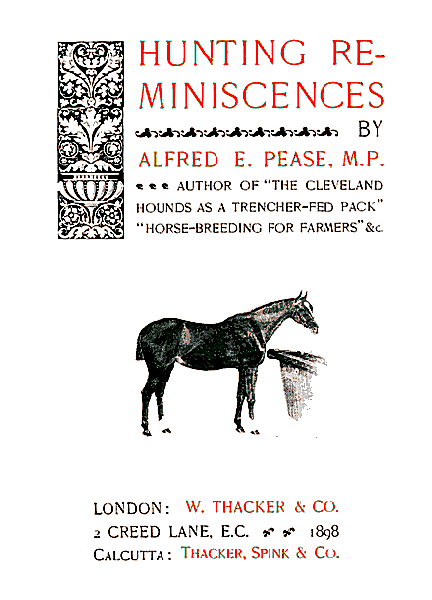 HUNTING RE-
MINISCENCES
BY
ALFRED E. PEASE, M.P.
AUTHOR OF "THE CLEVELAND
HOUNDS AS A TRENCHER-FED PACK"
"HORSE-BREEDING FOR FARMERS" &c.
LONDON: W. THACKER & CO.
2 CREED LANE, E.C. 1898
CALCUTTA: THACKER, SPINK & CO.